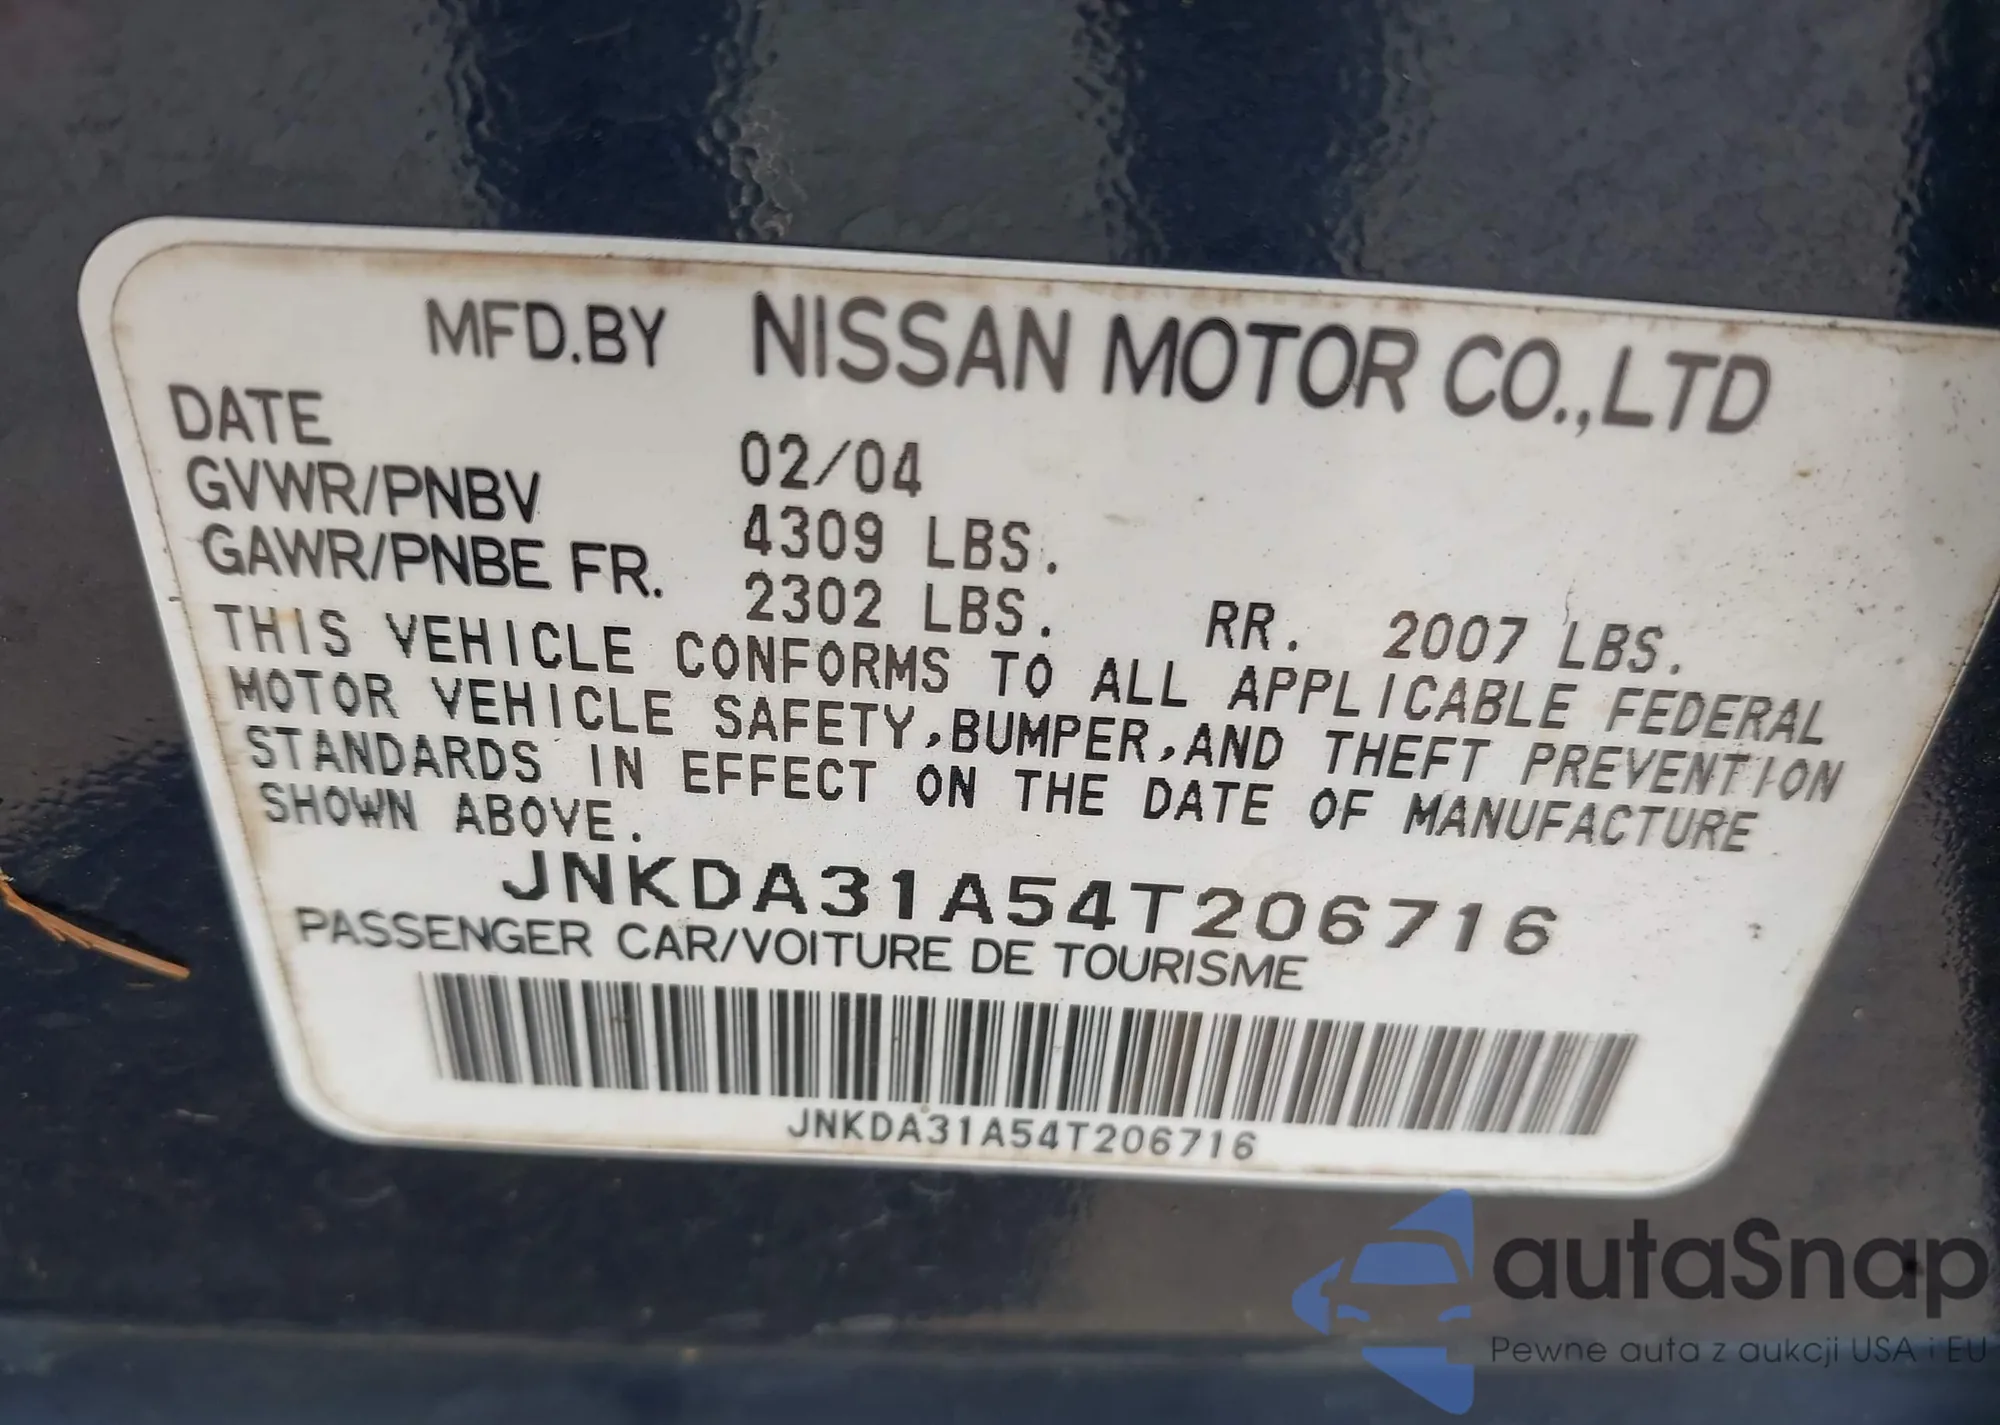 MFD.BY NISSAN MOTOR CO.,LTD
DATE 02/04
GVWR/PNBV 4309 LBS.
GAWR/PNBE FR. 2302 LBS. RR. 2007 LBS.
THIS VEHICLE CONFORMS TO ALL APPLICABLE FEDERAL
MOTOR VEHICLE SAFETY,BUMPER,AND THEFT PREVENTION
STANDARDS IN EFFECT ON THE DATE OF MANUFACTURE
SHOWN ABOVE.
JNKDA31A54T206716
PASSENGER CAR/VOITURE DE TOURISME
JNKDA31A54T206716
autaSnap
Pewne auta z aukcji USA i EU